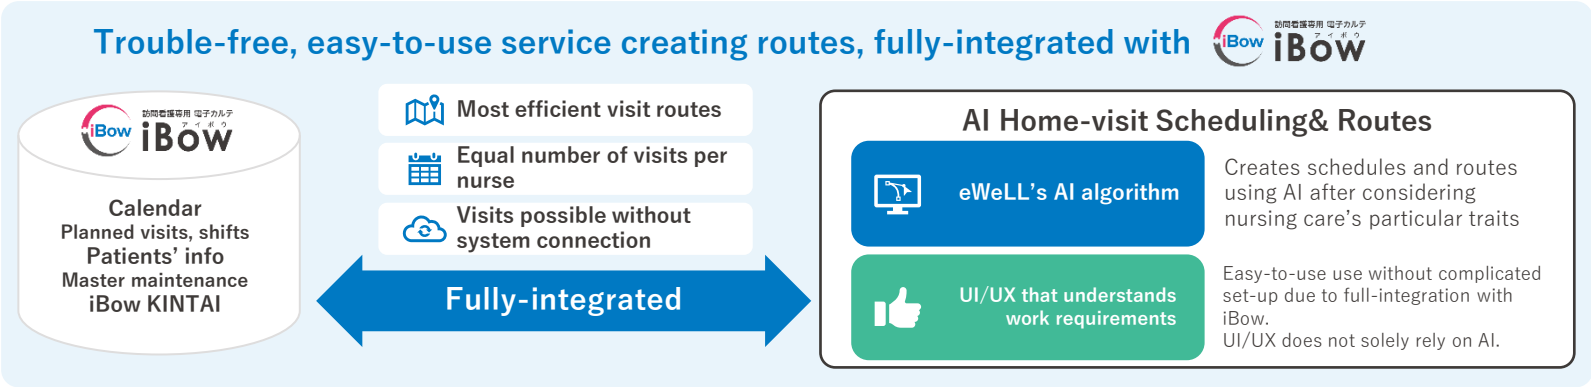 Trouble-free, easy-to-use service creating routes, fully-integrated with
訪問看護専用 電子カルテ
アイボウ
iBow iBow
訪問看護専用 電子カルテ
アイボウ
iBow iBow
Calendar
Planned visits, shifts
Patients’ info
Master maintenance
iBow KINTAI
Most efficient visit routes
Equal number of visits per
nurse
Visits possible without
system connection
Fully-integrated
AI Home-visit Scheduling& Routes
eWeLL’s AI algorithm
Creates schedules and routes
using AI after considering
nursing care’s particular traits
UI/UX that understands
work requirements
Easy-to-use use without complicated
set-up due to full-integration with
iBow.
UI/UX does not solely rely on AI.